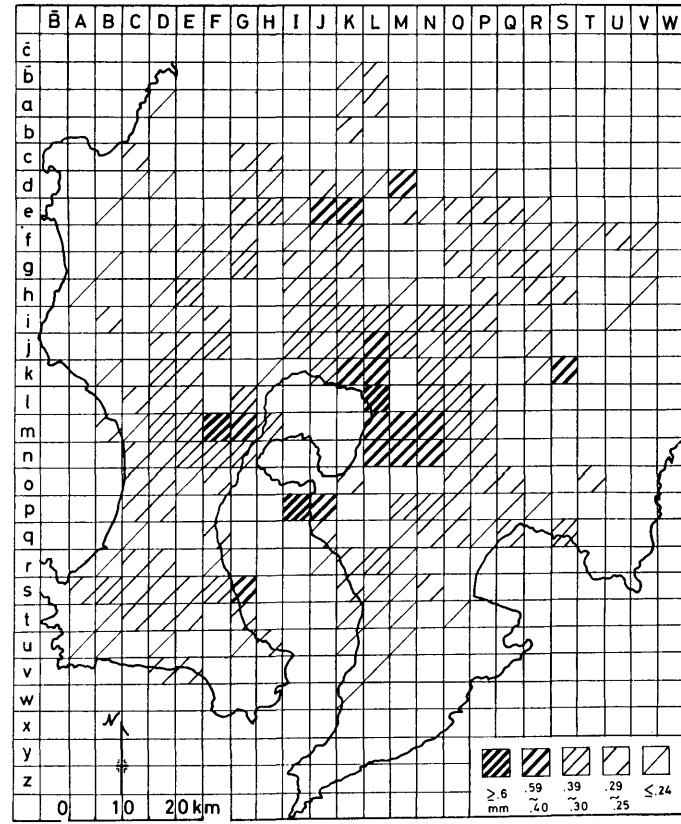 B̄ A B C D E F G H I J K L M N O P Q R S T U V W
c̄
b̄
a
b
c
d
e
f
g
h
i
j
k
l
m
n
o
p
q
r
s
t
u
v
w
x
y
z
N
0 10 20 km
≥.6 mm
.59 ~ .40
.39 ~ .30
.29 ~ .25
≤.24